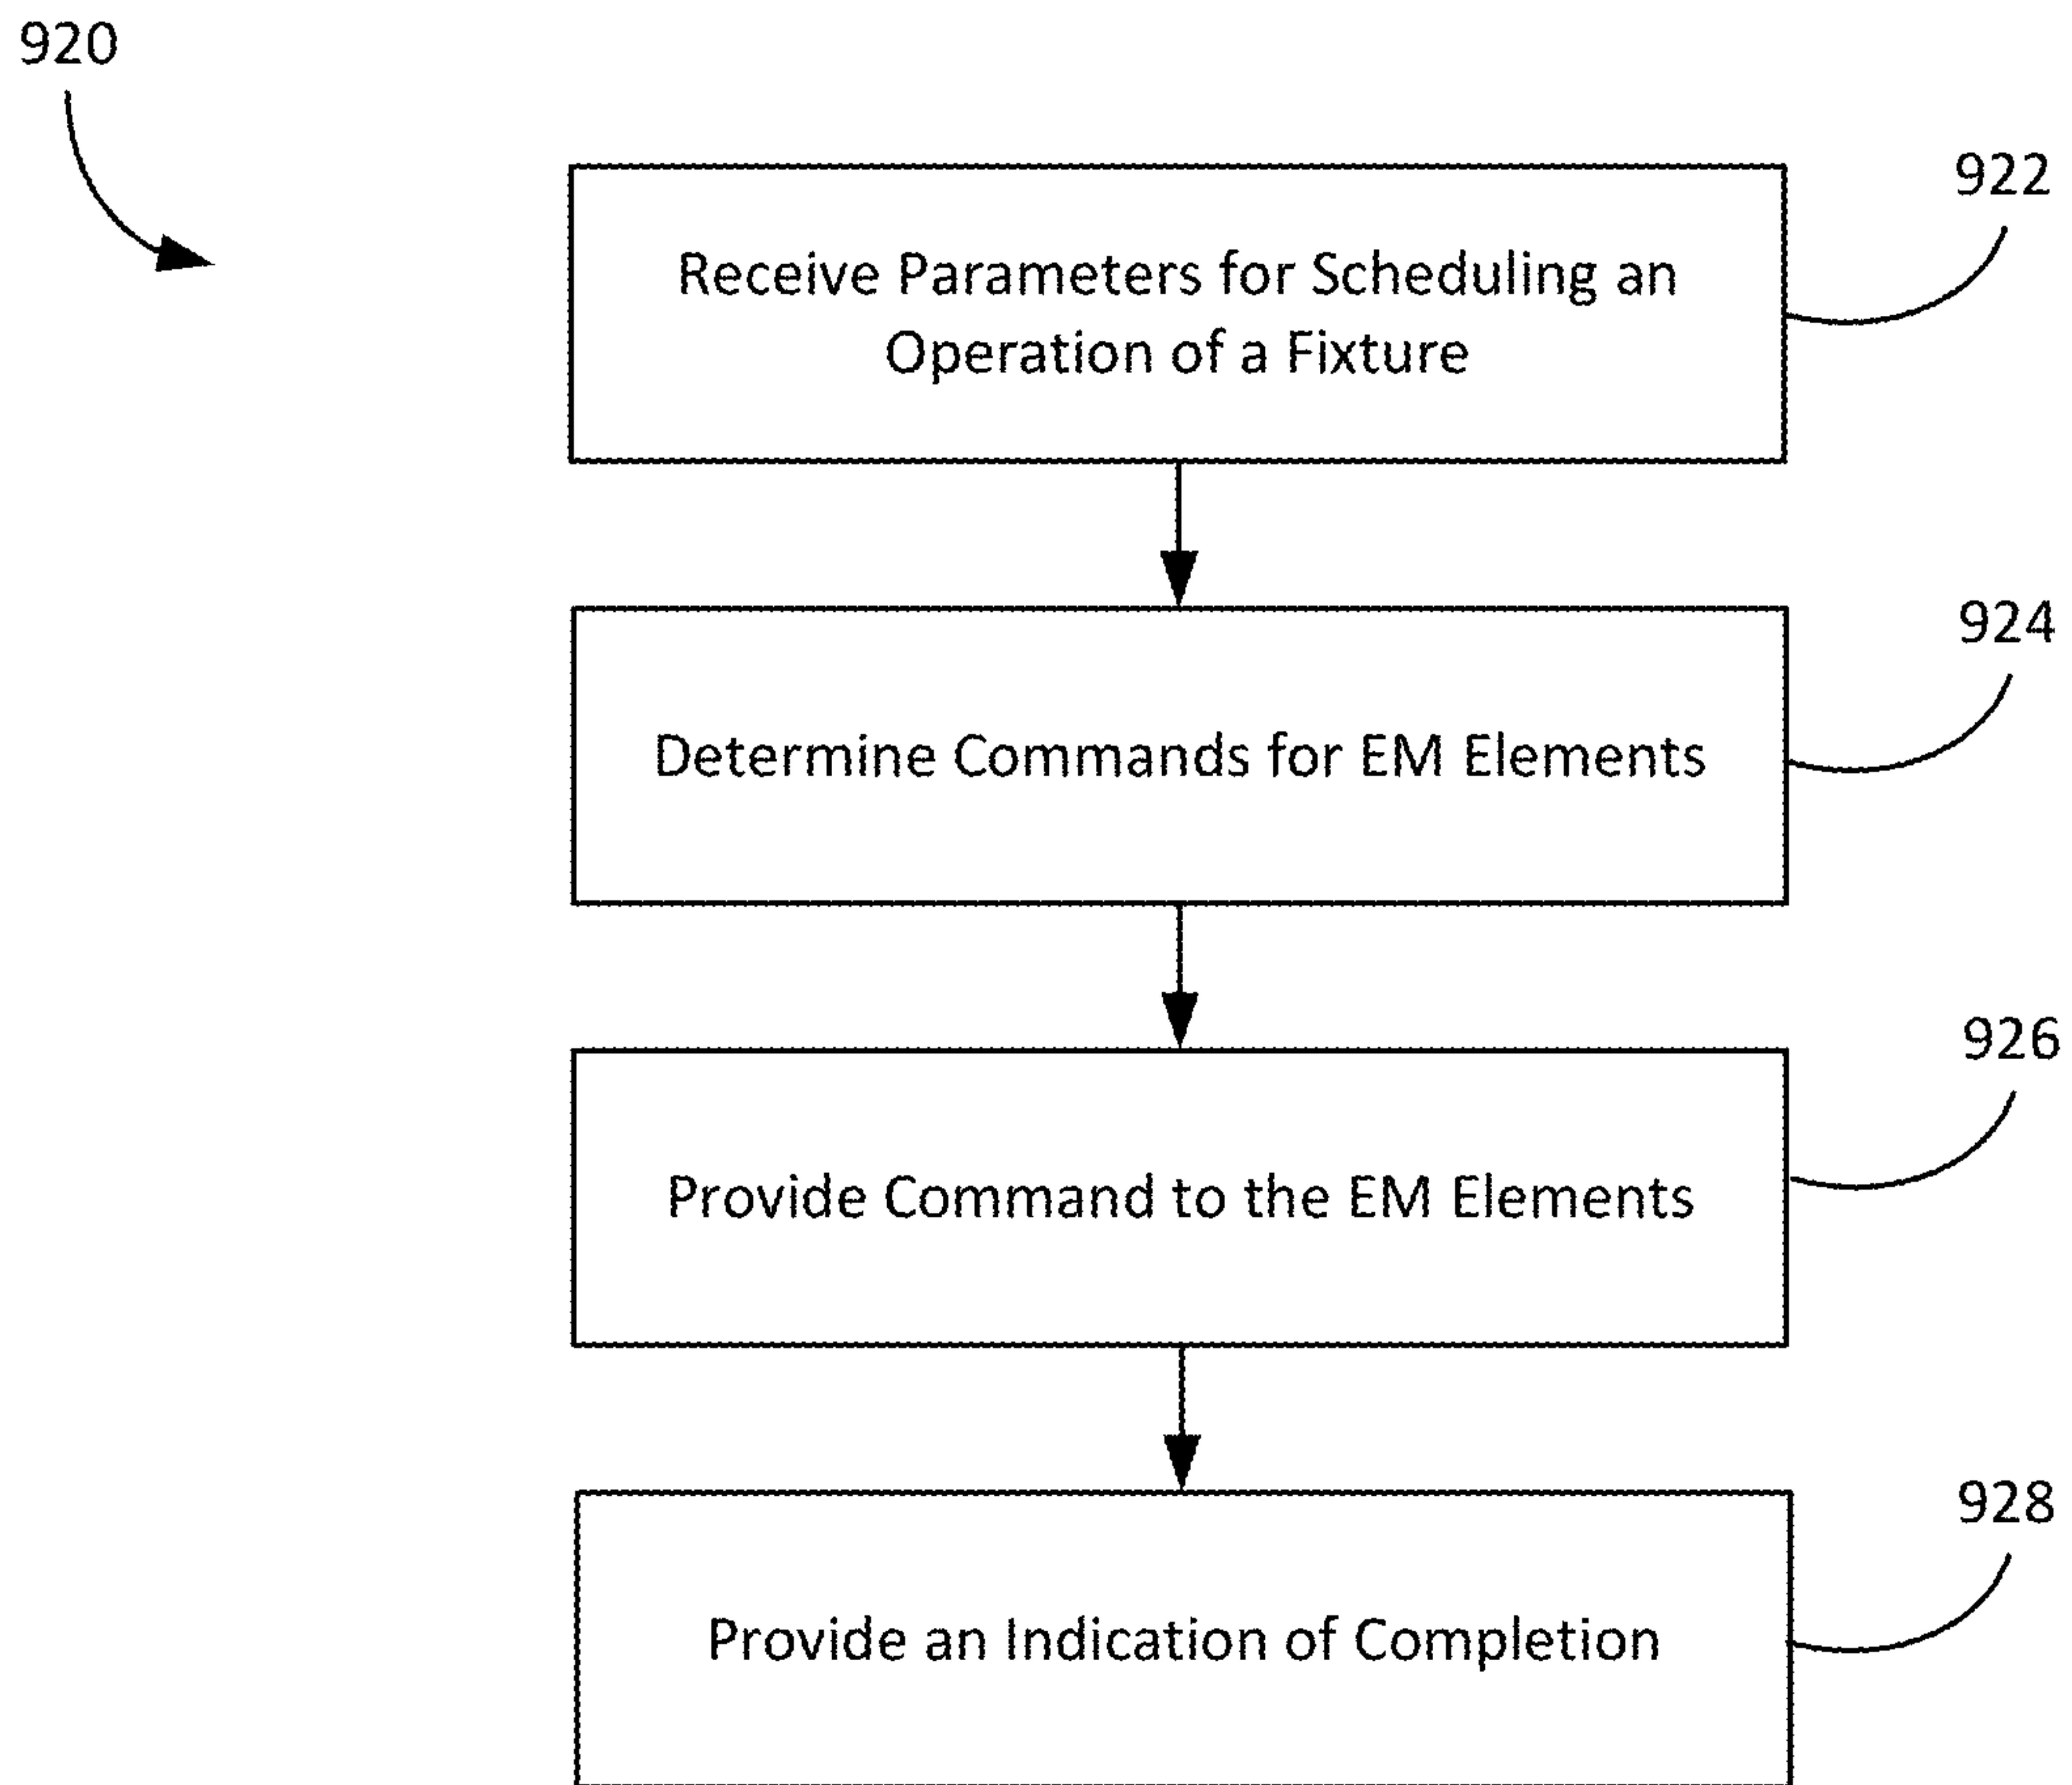 920
922
Receive Parameters for Scheduling an
Operation of a Fixture
924
Determine Commands for EM Elements
926
Provide Command to the EM Elements
928
Provide an Indication of Completion